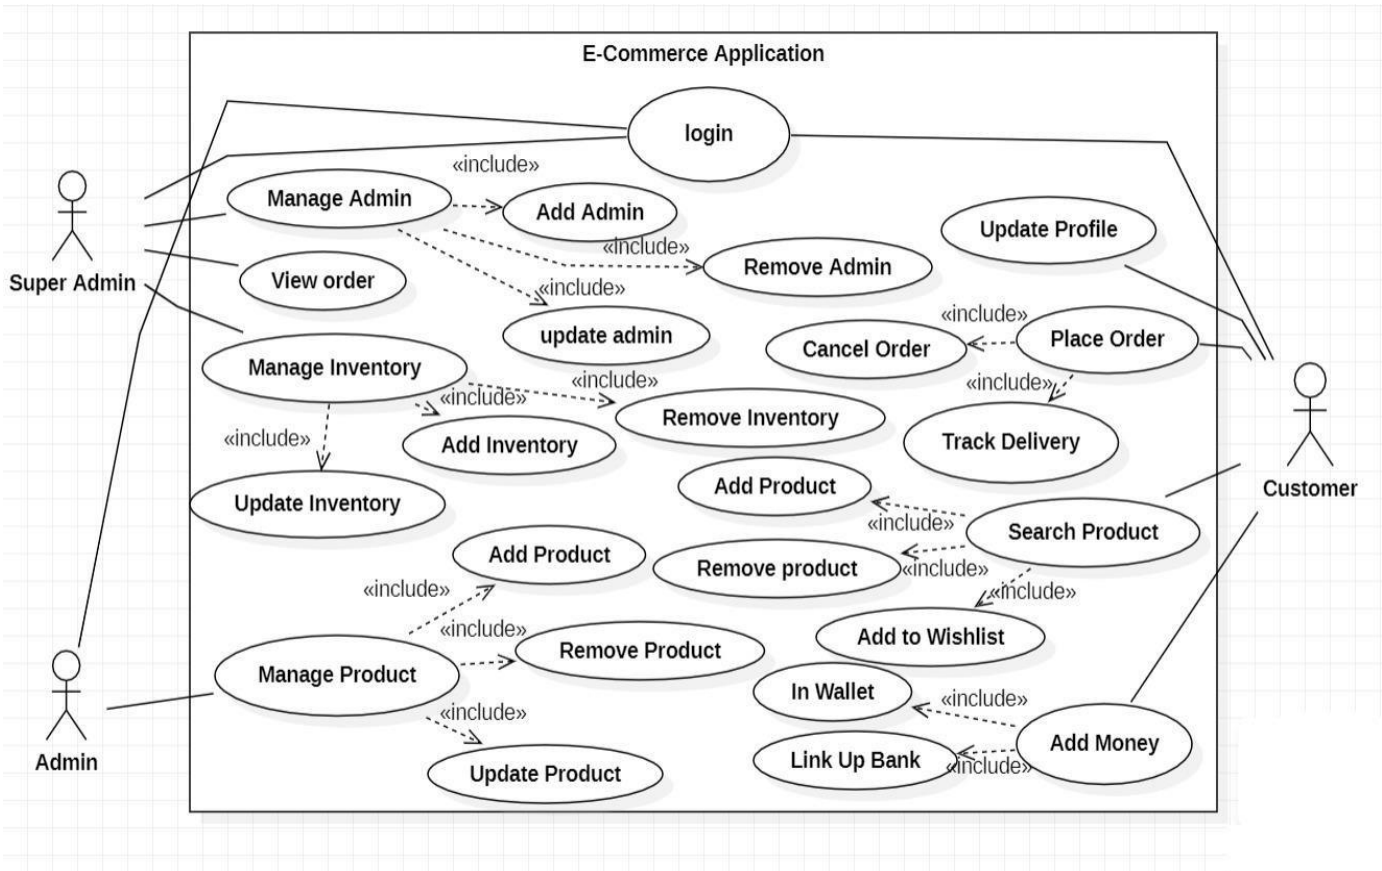 E-Commerce Application
login
«include»
Manage Admin
Add Admin
Update Profile
«include»
Remove Admin
View order
Super Admin
«include»
«include»
update admin
Place Order
Cancel Order
Manage Inventory
«include»
«include»
«include»
Remove Inventory
«include»
Add Inventory
Track Delivery
Add Product
Customer
Update Inventory
«include»
Search Product
Add Product
Remove product
«include»
«include»
«include»
«include»
Add to Wishlist
Remove Product
Manage Product
In Wallet
«include»
«include»
Add Money
Admin
Link Up Bank
«include»
Update Product